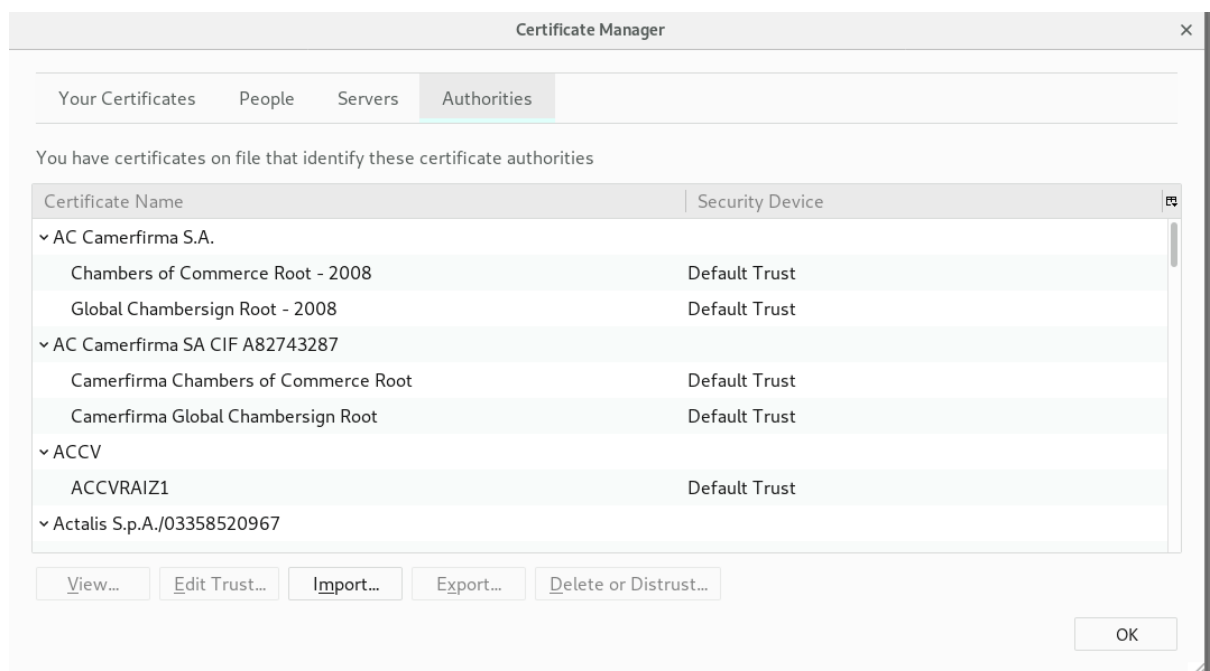 Certificate Manager
Your Certificates People Servers Authorities
You have certificates on file that identify these certificate authorities
Certificate Name Security Device
AC Camerfirma S.A.
Chambers of Commerce Root - 2008 Default Trust
Global Chambersign Root - 2008 Default Trust
AC Camerfirma SA CIF A82743287
Camerfirma Chambers of Commerce Root Default Trust
Camerfirma Global Chambersign Root Default Trust
ACCV
ACCVRAIZ1 Default Trust
Actalis S.p.A./03358520967
View... Edit Trust... Import... Export... Delete or Distrust...
OK